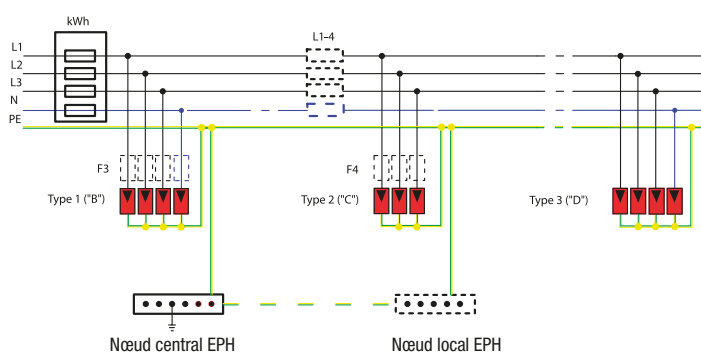 kWh
L1-4
L1
L2
L3
N
PE
F3
F4
Type 1 ("B")
Type 2 ("C")
Type 3 ("D")
Nœud central EPH
Nœud local EPH